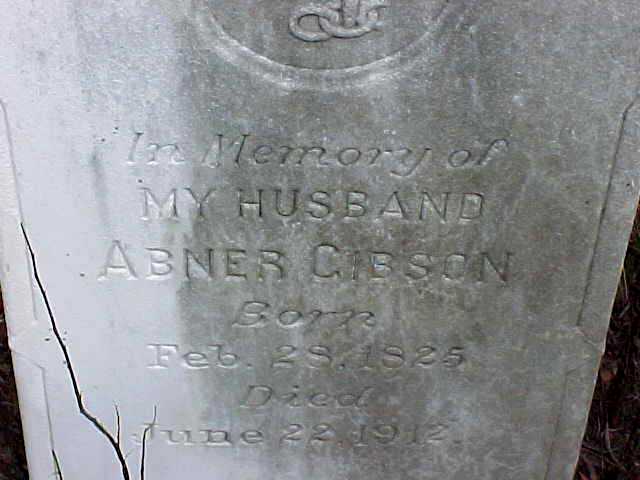 In Memory of
MY HUSBAND
ABNER GIBSON
Born
Feb. 28, 1825
Died
June 22, 1912.